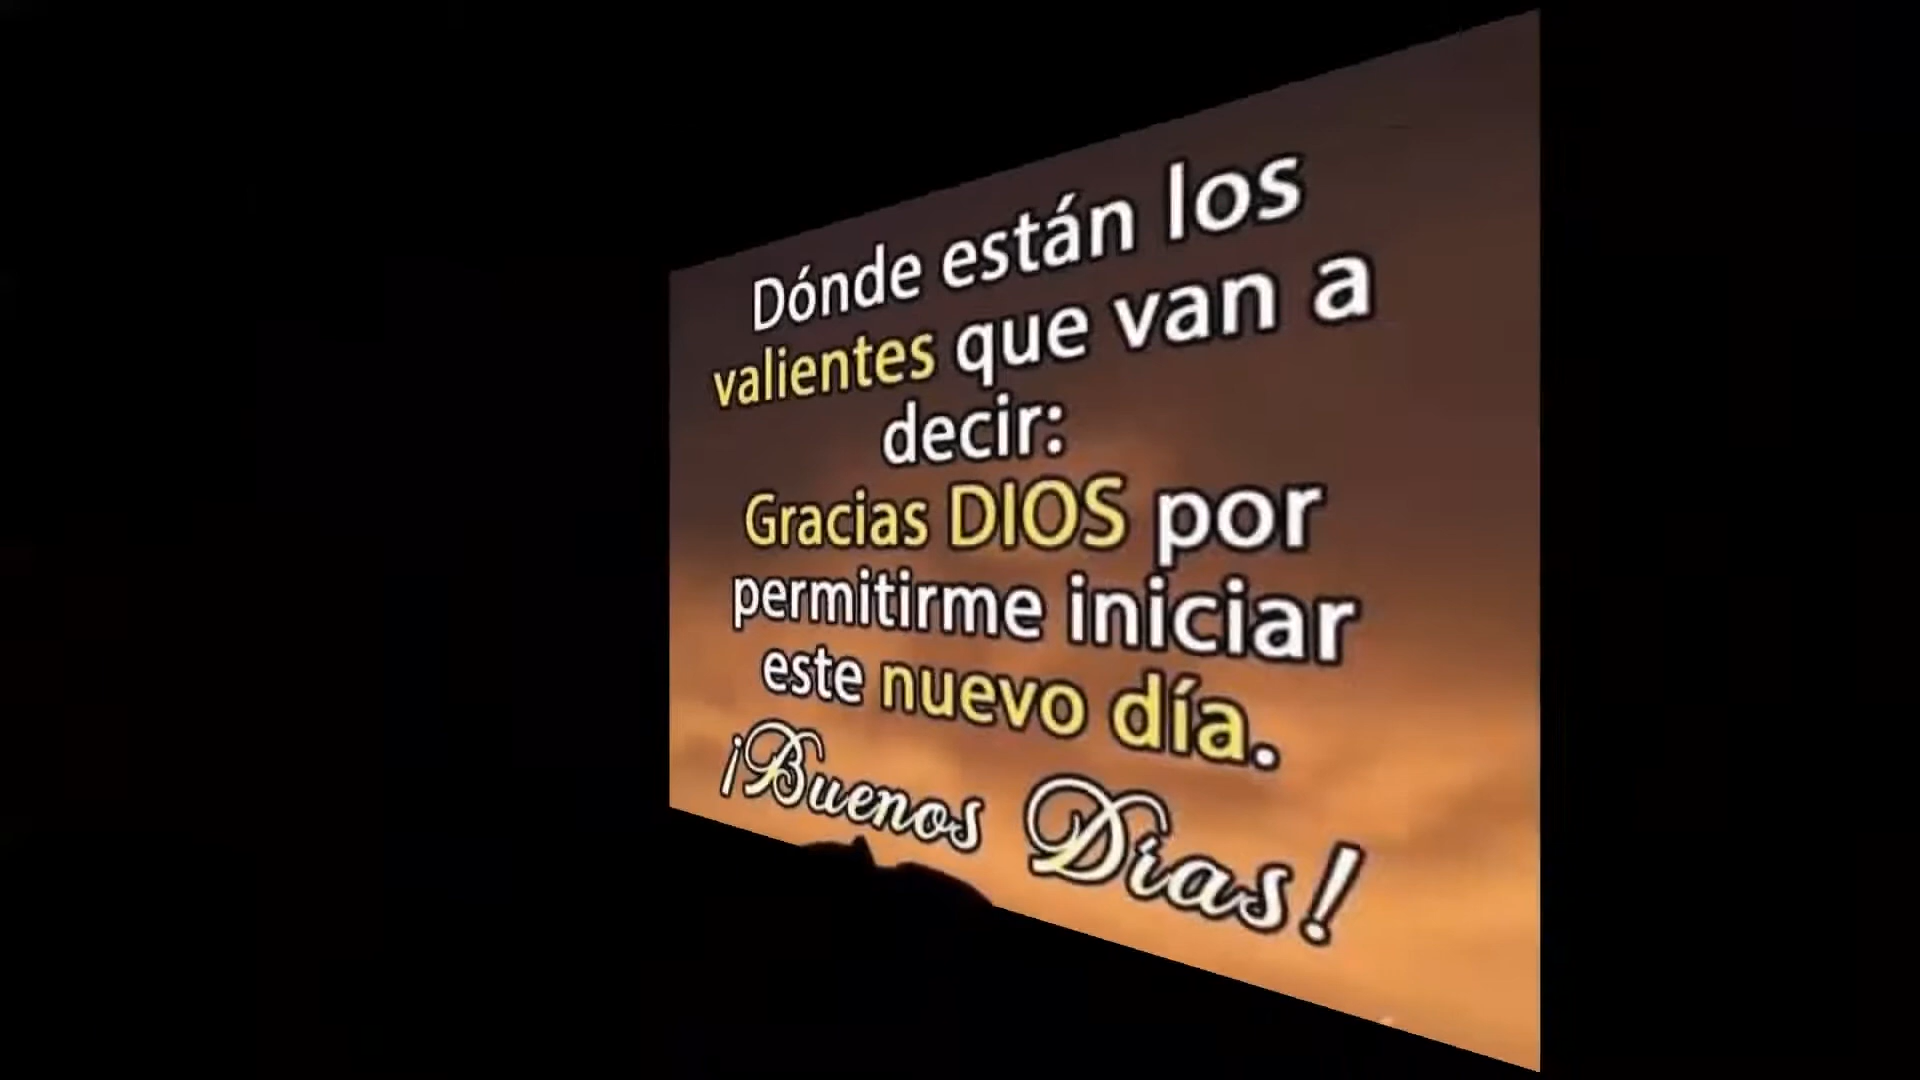 Dónde están los
valientes que van a
decir:
Gracias DIOS por
permitirme iniciar
este nuevo día.
¡Buenos Días!